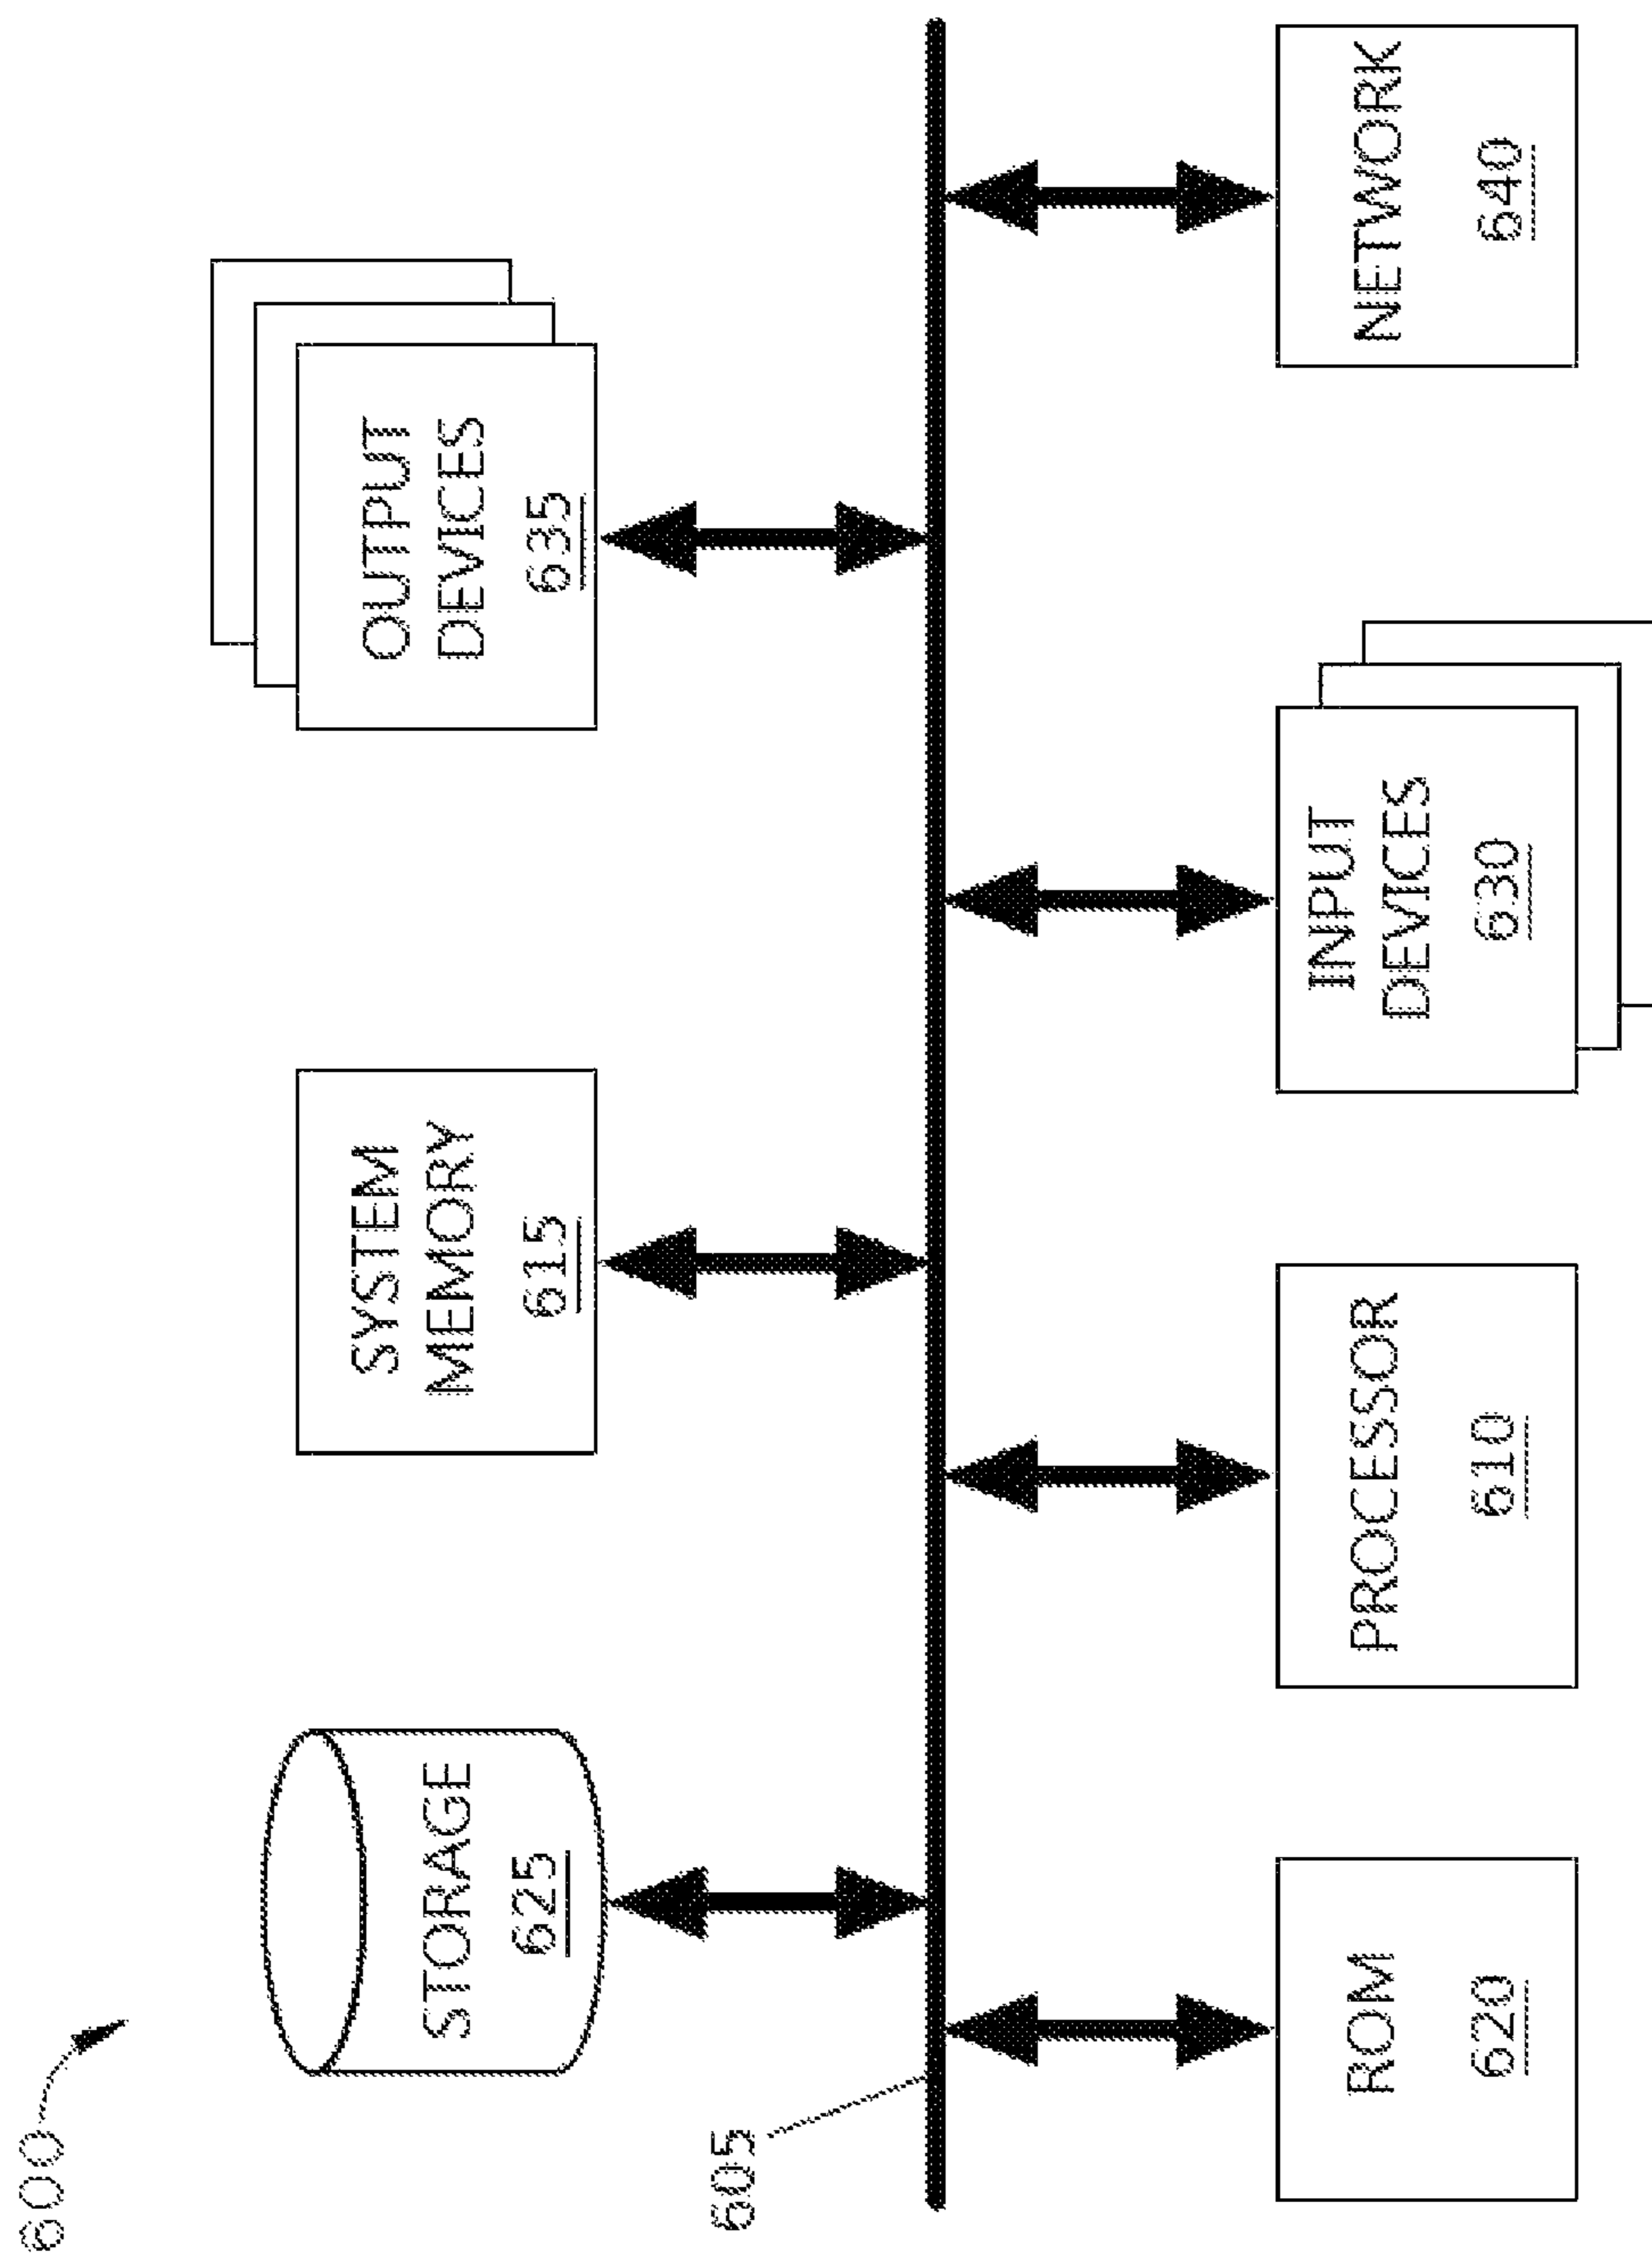 600
STORAGE
625
SYSTEM
MEMORY
615
OUTPUT
DEVICES
635
605
ROM
620
PROCESSOR
610
INPUT
DEVICES
630
NETWORK
640